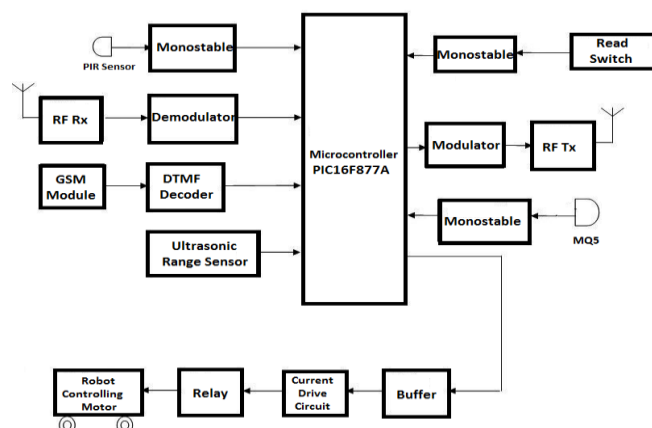 Monostable
PIR Sensor
RF Rx
Demodulator
GSM
Module
DTMF
Decoder
Ultrasonic
Range Sensor
Microcontroller
PIC16F877A
Monostable
Read
Switch
Modulator
RF Tx
Monostable
MQ5
Robot
Controlling
Motor
Relay
Current
Drive
Circuit
Buffer